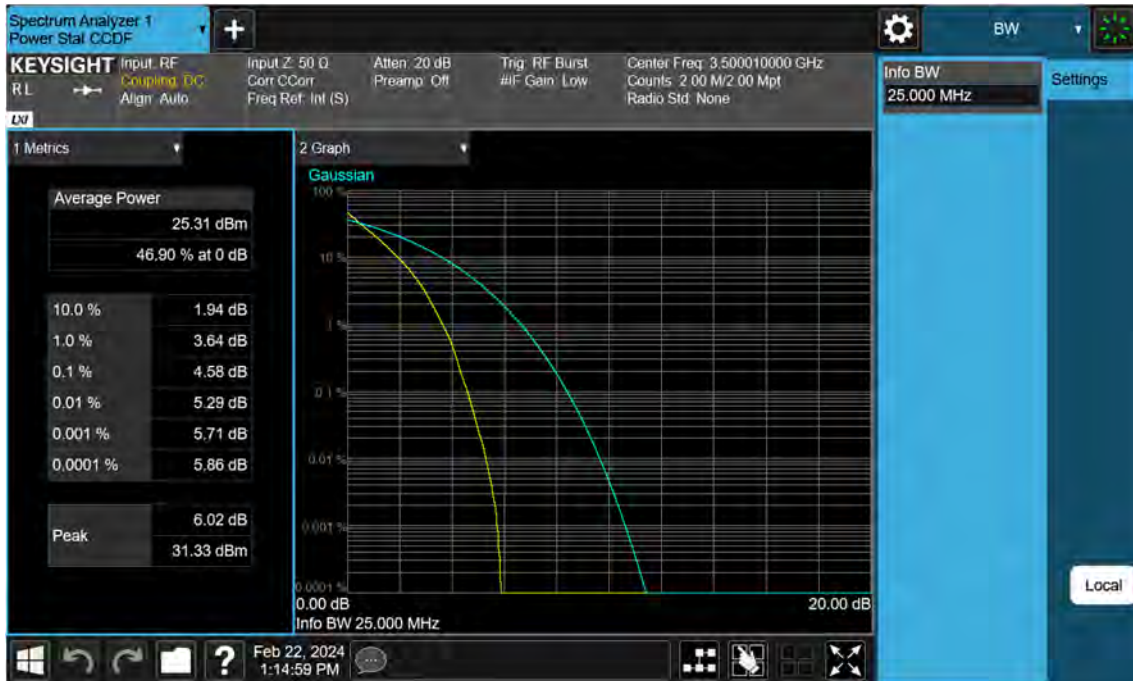 Spectrum Analyzer 1
Power Stat CCDF
BW
KEYSIGHT
RL
LXI
Input: RF
Coupling: DC
Align: Auto
Input Z: 50 Ω
Corr CCorr
Freq Ref: Int (S)
Atten: 20 dB
Preamp: Off
Trig: RF Burst
#IF Gain: Low
Center Freq: 3.500010000 GHz
Counts: 2.00 M/2.00 Mpt
Radio Std: None
Info BW
25.000 MHz
Settings
1 Metrics
Average Power
25.31 dBm
46.90 % at 0 dB
10.0 % 1.94 dB
1.0 % 3.64 dB
0.1 % 4.58 dB
0.01 % 5.29 dB
0.001 % 5.71 dB
0.0001 % 5.86 dB
Peak 6.02 dB
31.33 dBm
2 Graph
Gaussian
100 %
10 %
1 %
0.1 %
0.01 %
0.001 %
0.0001 %
0.00 dB 20.00 dB
Info BW 25.000 MHz
Local
?
Feb 22, 2024
1:14:59 PM